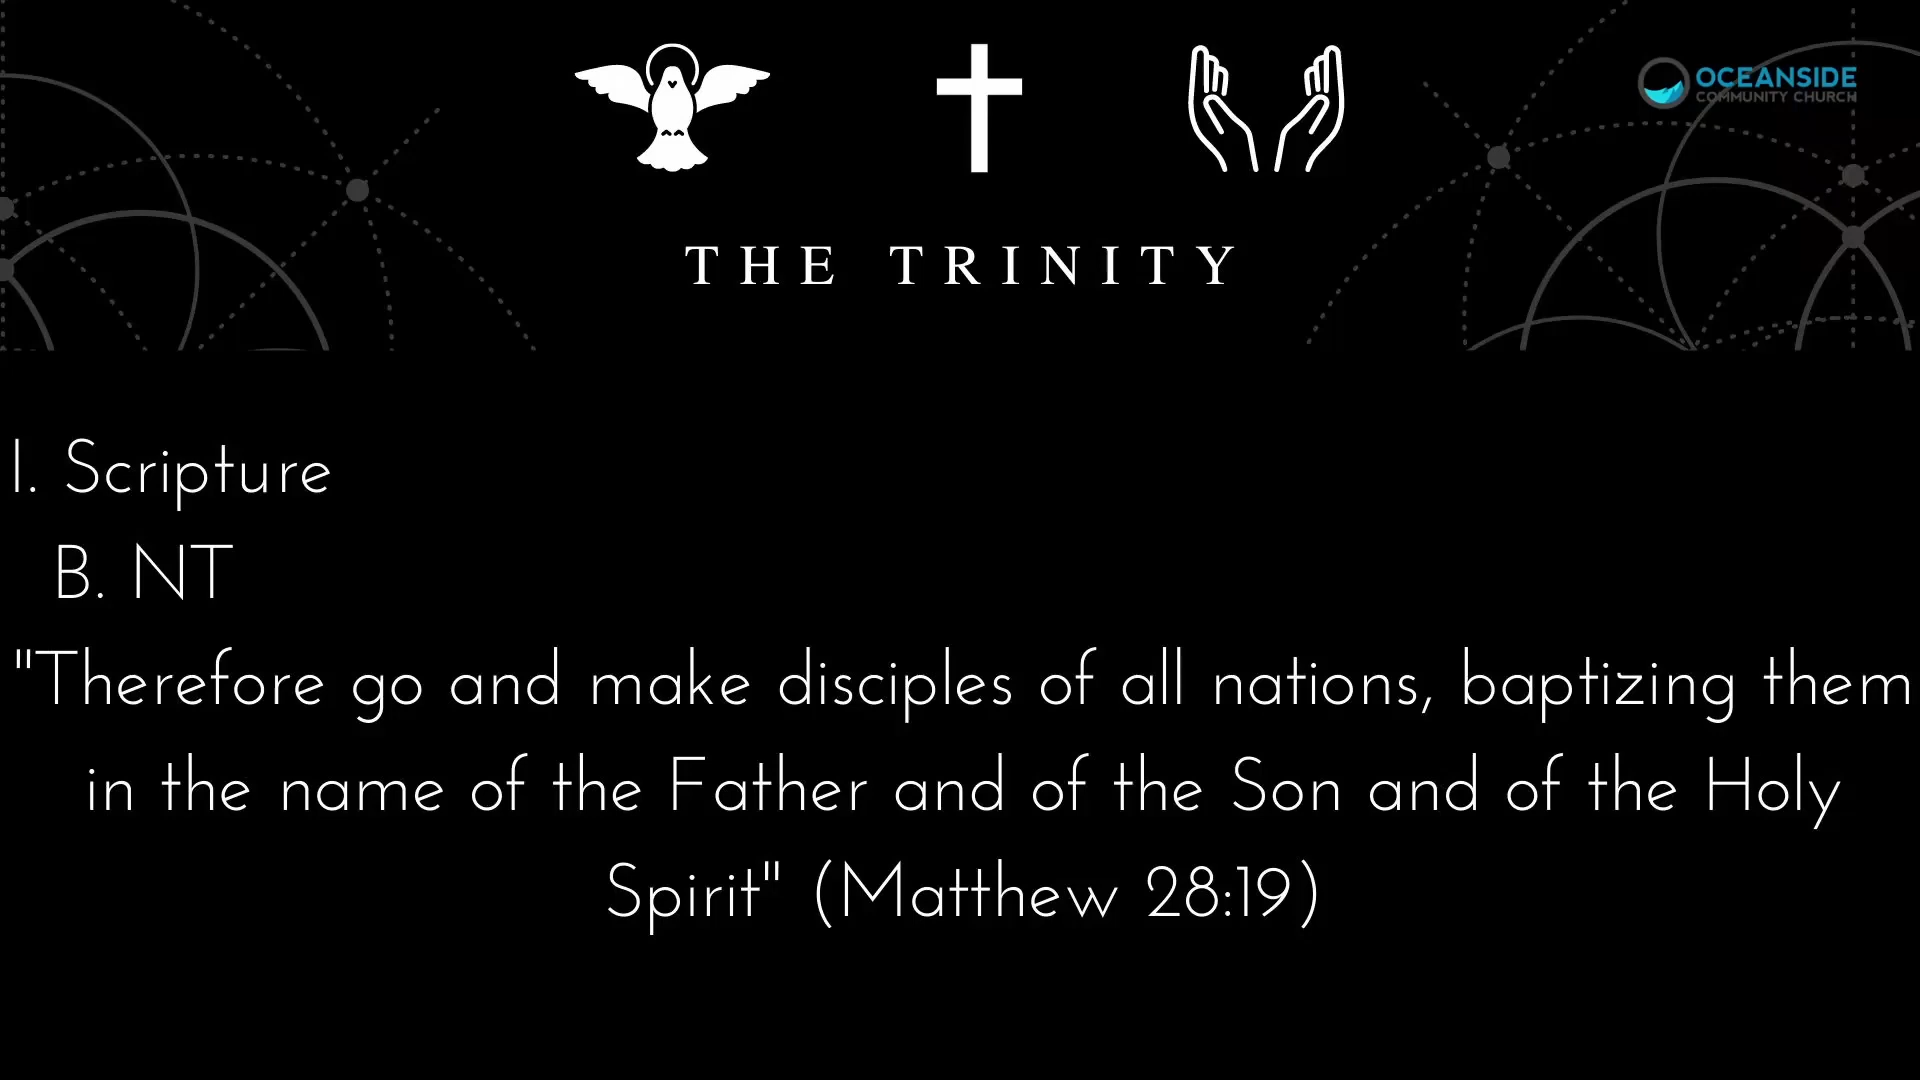 OCEANSIDE
COMMUNITY CHURCH
THE TRINITY
I. Scripture
B. NT
"Therefore go and make disciples of all nations, baptizing them
in the name of the Father and of the Son and of the Holy
Spirit" (Matthew 28:19)